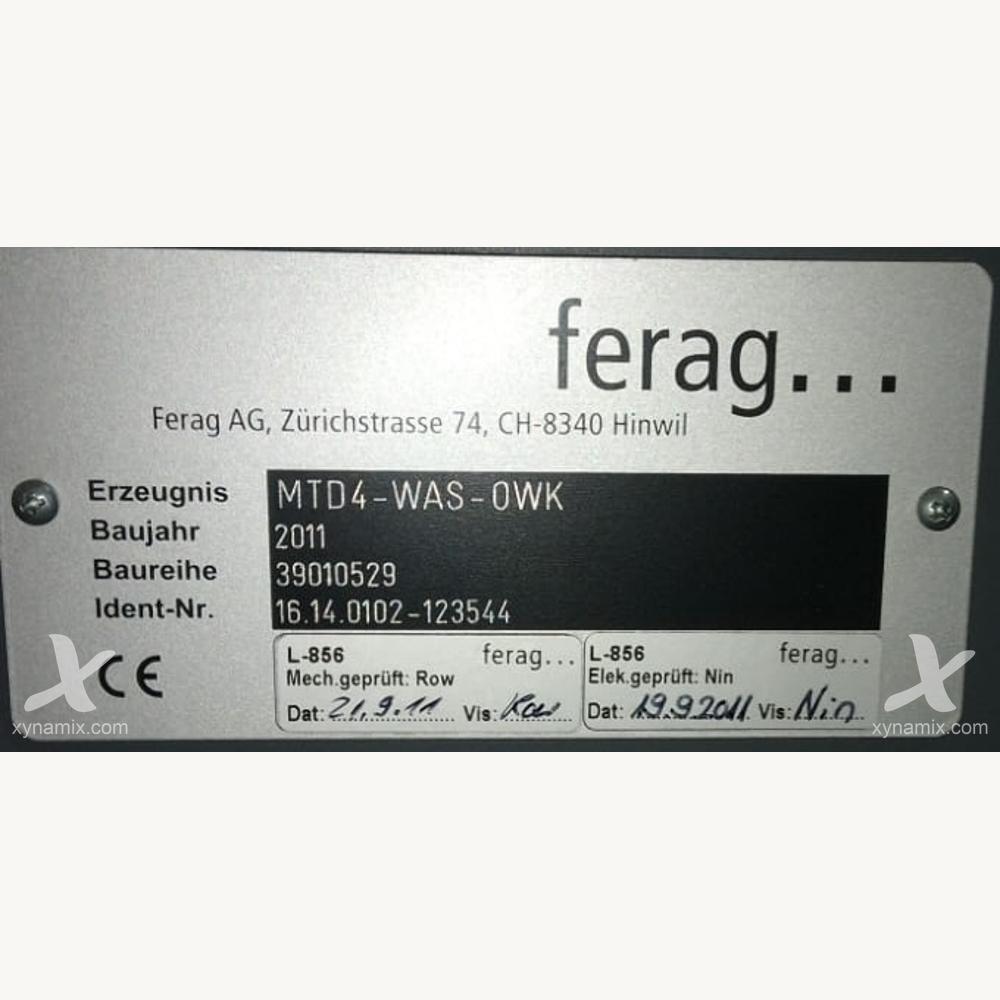 ferag...
Ferag AG, Zürichstrasse 74, CH-8340 Hinwil
Erzeugnis MTD4-WAS-0WK
Baujahr 2011
Baureihe 39010529
Ident-Nr. 16.14.0102-123544
CE
L-856 ferag...
Mech.geprüft: Row
Dat: 21.9.11 Vis: Row
L-856 ferag...
Elek.geprüft: Nin
Dat: 19.9.2011 Vis: Nin
X xynamix.com
X xynamix.com